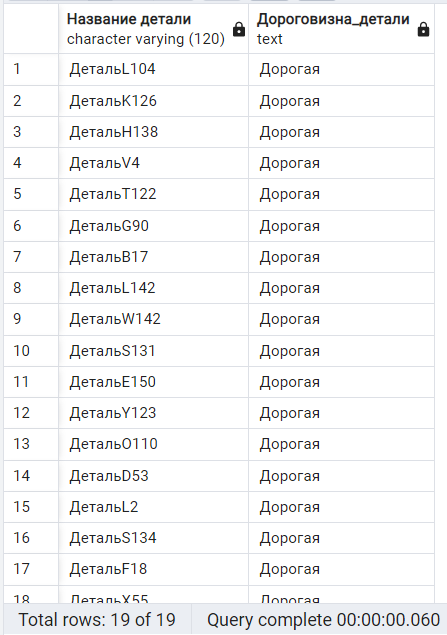 Название детали Дороговизна_детали
character varying (120) text
1 ДетальL104 Дорогая
2 ДетальK126 Дорогая
3 ДетальH138 Дорогая
4 ДетальV4 Дорогая
5 ДетальT122 Дорогая
6 ДетальG90 Дорогая
7 ДетальB17 Дорогая
8 ДетальL142 Дорогая
9 ДетальW142 Дорогая
10 ДетальS131 Дорогая
11 ДетальE150 Дорогая
12 ДетальY123 Дорогая
13 ДетальO110 Дорогая
14 ДетальD53 Дорогая
15 ДетальL2 Дорогая
16 ДетальS134 Дорогая
17 ДетальF18 Дорогая
18 ДетальX55 Дорогая
Total rows: 19 of 19 Query complete 00:00:00.060